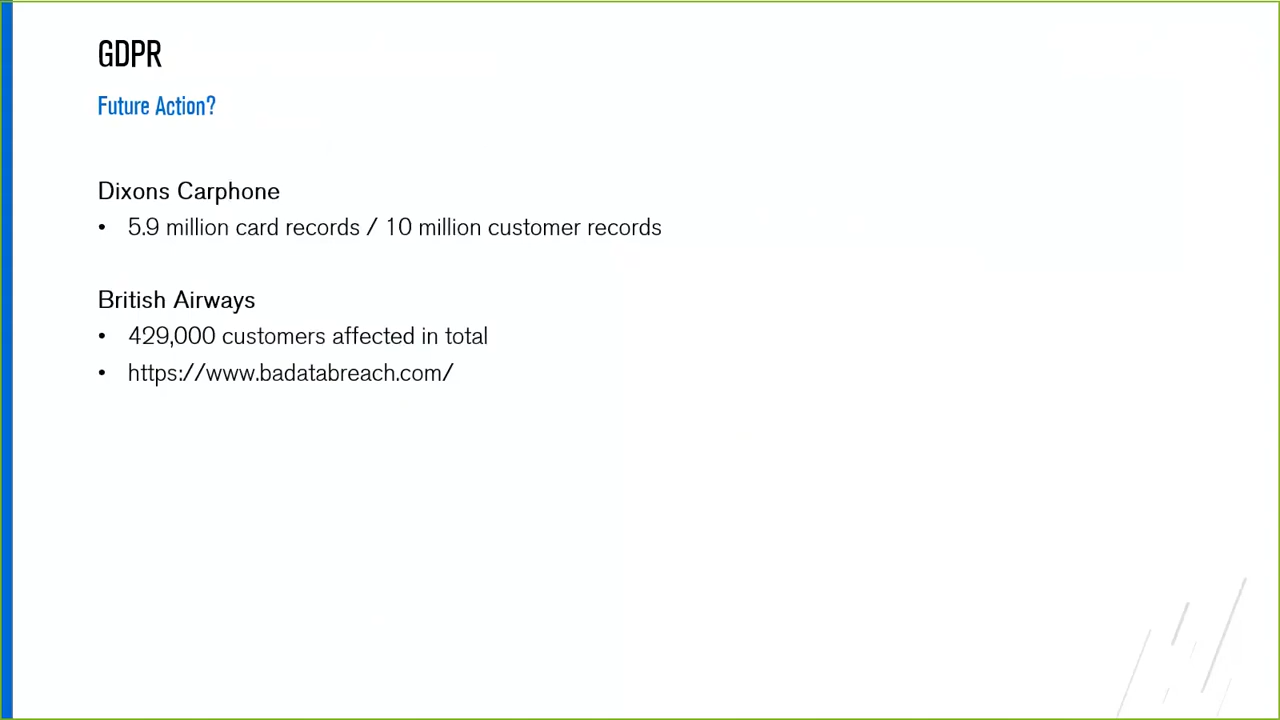 GDPR
Future Action?
Dixons Carphone
• 5.9 million card records / 10 million customer records
British Airways
• 429,000 customers affected in total
• https://www.badatabreach.com/